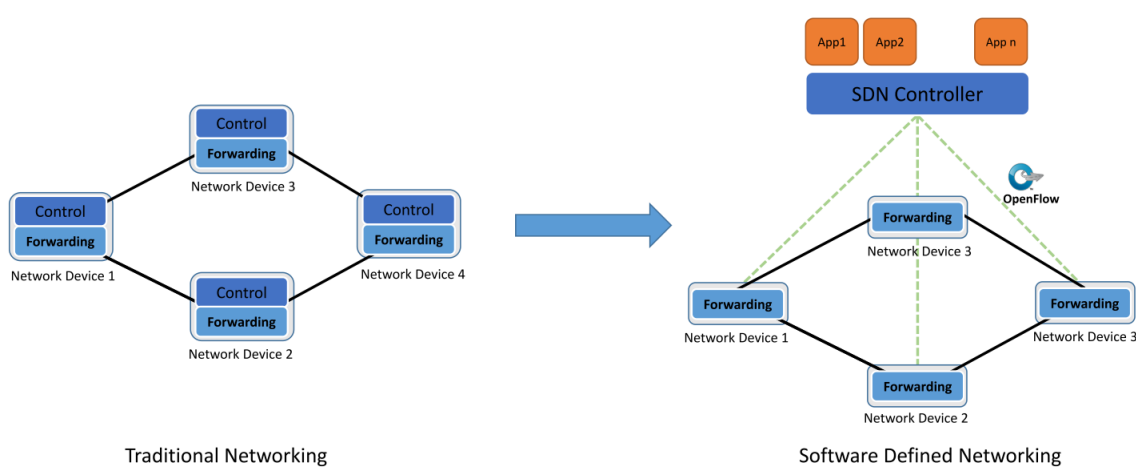 Control
Forwarding
Network Device 3
Control
Forwarding
Network Device 1
Control
Forwarding
Network Device 4
Control
Forwarding
Network Device 2
Traditional Networking
App1
App2
App n
SDN Controller
OpenFlow
Forwarding
Network Device 3
Forwarding
Network Device 1
Forwarding
Network Device 3
Forwarding
Network Device 2
Software Defined Networking